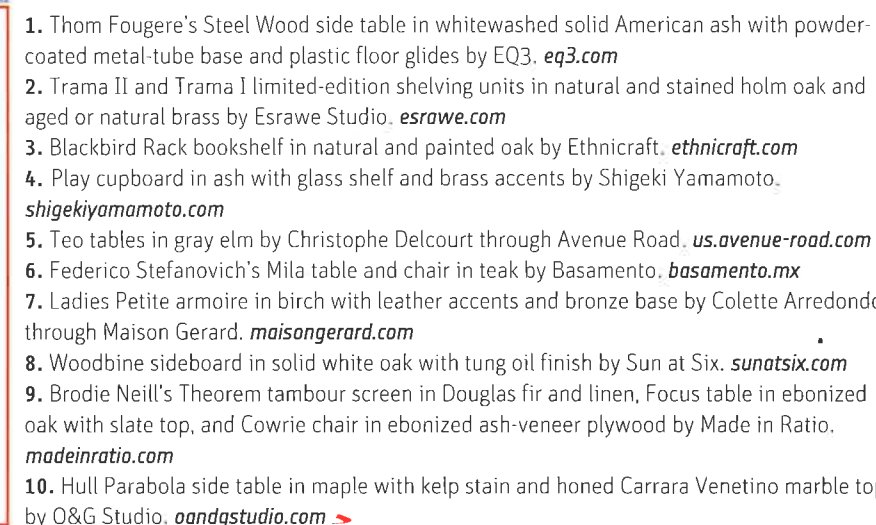 1. Thom Fougere's Steel Wood side table in whitewashed solid American ash with powder-
coated metal-tube base and plastic floor glides by EQ3. eq3.com
2. Trama II and Trama I limited-edition shelving units in natural and stained holm oak and
aged or natural brass by Esrawe Studio. esrawe.com
3. Blackbird Rack bookshelf in natural and painted oak by Ethnicraft. ethnicraft.com
4. Play cupboard in ash with glass shelf and brass accents by Shigeki Yamamoto.
shigekiyamamoto.com
5. Teo tables in gray elm by Christophe Delcourt through Avenue Road. us.avenue-road.com
6. Federico Stefanovich's Mila table and chair in teak by Basamento. basamento.mx
7. Ladies Petite armoire in birch with leather accents and bronze base by Colette Arredondo
through Maison Gerard. maisongerard.com
8. Woodbine sideboard in solid white oak with tung oil finish by Sun at Six. sunatsix.com
9. Brodie Neill's Theorem tambour screen in Douglas fir and linen, Focus table in ebonized
oak with slate top, and Cowrie chair in ebonized ash-veneer plywood by Made in Ratio.
madeinratio.com
10. Hull Parabola side table in maple with kelp stain and honed Carrara Venetino marble top
by O&G Studio. oandgstudio.com